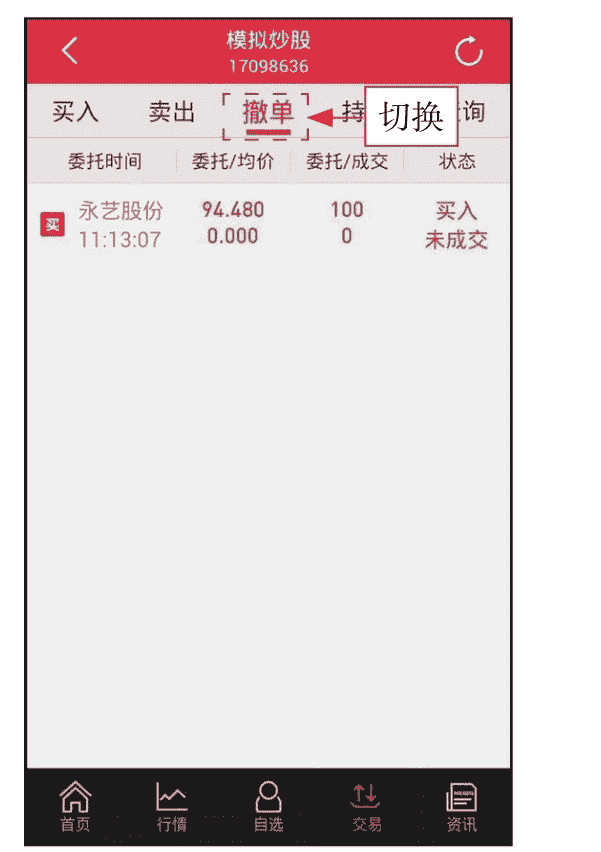 模拟炒股
17098636
买入 卖出 撤单 持 切换 询
委托时间 委托/均价 委托/成交 状态
买 永艺股份 94.480 100 买入
11:13:07 0.000 0 未成交
首页 行情 自选 交易 资讯